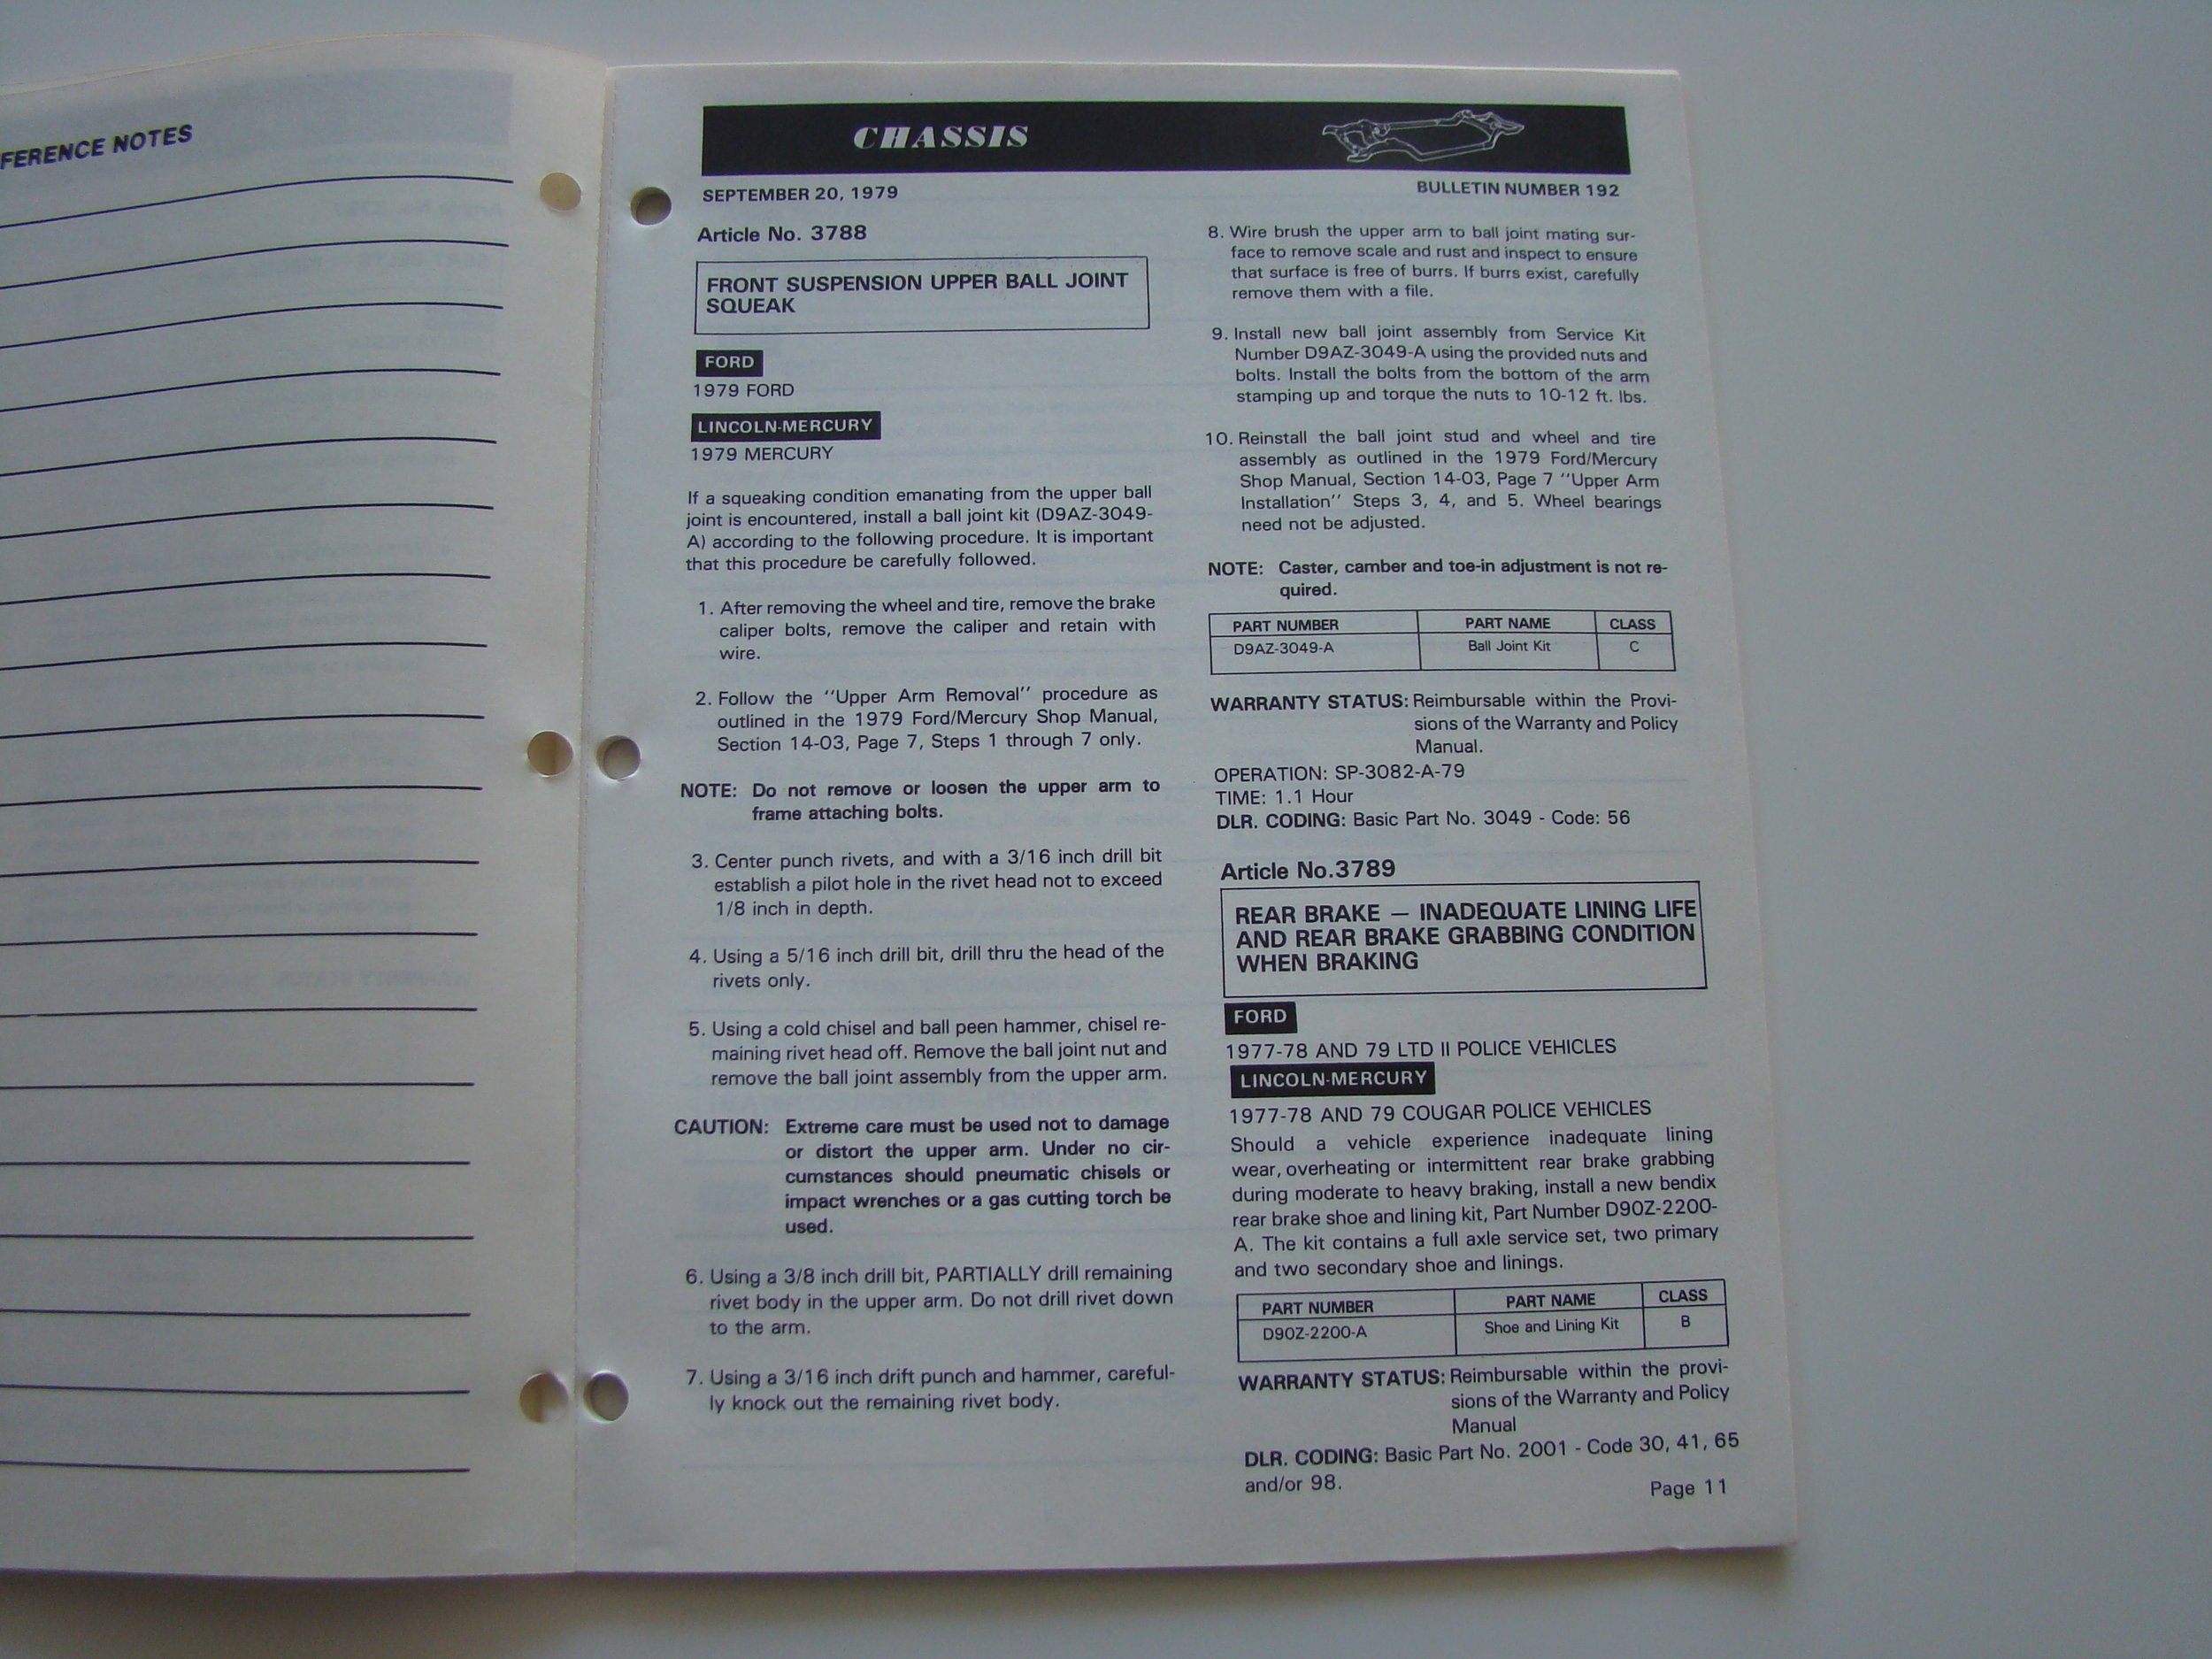 FERENCE NOTES
CHASSIS
SEPTEMBER 20, 1979
BULLETIN NUMBER 192
Article No. 3788
FRONT SUSPENSION UPPER BALL JOINT
SQUEAK
FORD
1979 FORD
LINCOLN-MERCURY
1979 MERCURY
If a squeaking condition emanating from the upper ball
joint is encountered, install a ball joint kit (D9AZ-3049-
A) according to the following procedure. It is important
that this procedure be carefully followed.
1. After removing the wheel and tire, remove the brake
caliper bolts, remove the caliper and retain with
wire.
2. Follow the ''Upper Arm Removal'' procedure as
outlined in the 1979 Ford/Mercury Shop Manual,
Section 14-03, Page 7, Steps 1 through 7 only.
NOTE: Do not remove or loosen the upper arm to
frame attaching bolts.
3. Center punch rivets, and with a 3/16 inch drill bit
establish a pilot hole in the rivet head not to exceed
1/8 inch in depth.
4. Using a 5/16 inch drill bit, drill thru the head of the
rivets only.
5. Using a cold chisel and ball peen hammer, chisel re-
maining rivet head off. Remove the ball joint nut and
remove the ball joint assembly from the upper arm.
CAUTION: Extreme care must be used not to damage
or distort the upper arm. Under no cir-
cumstances should pneumatic chisels or
impact wrenches or a gas cutting torch be
used.
6. Using a 3/8 inch drill bit, PARTIALLY drill remaining
rivet body in the upper arm. Do not drill rivet down
to the arm.
7. Using a 3/16 inch drift punch and hammer, careful-
ly knock out the remaining rivet body.
8. Wire brush the upper arm to ball joint mating sur-
face to remove scale and rust and inspect to ensure
that surface is free of burrs. If burrs exist, carefully
remove them with a file.
9. Install new ball joint assembly from Service Kit
Number D9AZ-3049-A using the provided nuts and
bolts. Install the bolts from the bottom of the arm
stamping up and torque the nuts to 10-12 ft. lbs.
10. Reinstall the ball joint stud and wheel and tire
assembly as outlined in the 1979 Ford/Mercury
Shop Manual, Section 14-03, Page 7 ''Upper Arm
Installation'' Steps 3, 4, and 5. Wheel bearings
need not be adjusted.
NOTE: Caster, camber and toe-in adjustment is not re-
quired.
PART NUMBER PART NAME CLASS
D9AZ-3049-A Ball Joint Kit C
WARRANTY STATUS: Reimbursable within the Provi-
sions of the Warranty and Policy
Manual.
OPERATION: SP-3082-A-79
TIME: 1.1 Hour
DLR. CODING: Basic Part No. 3049 - Code: 56
Article No.3789
REAR BRAKE — INADEQUATE LINING LIFE
AND REAR BRAKE GRABBING CONDITION
WHEN BRAKING
FORD
1977-78 AND 79 LTD II POLICE VEHICLES
LINCOLN-MERCURY
1977-78 AND 79 COUGAR POLICE VEHICLES
Should a vehicle experience inadequate lining
wear, overheating or intermittent rear brake grabbing
during moderate to heavy braking, install a new bendix
rear brake shoe and lining kit, Part Number D90Z-2200-
A. The kit contains a full axle service set, two primary
and two secondary shoe and linings.
PART NUMBER PART NAME CLASS
D90Z-2200-A Shoe and Lining Kit B
WARRANTY STATUS: Reimbursable within the provi-
sions of the Warranty and Policy
Manual
DLR. CODING: Basic Part No. 2001 - Code 30, 41, 65
and/or 98.
Page 11